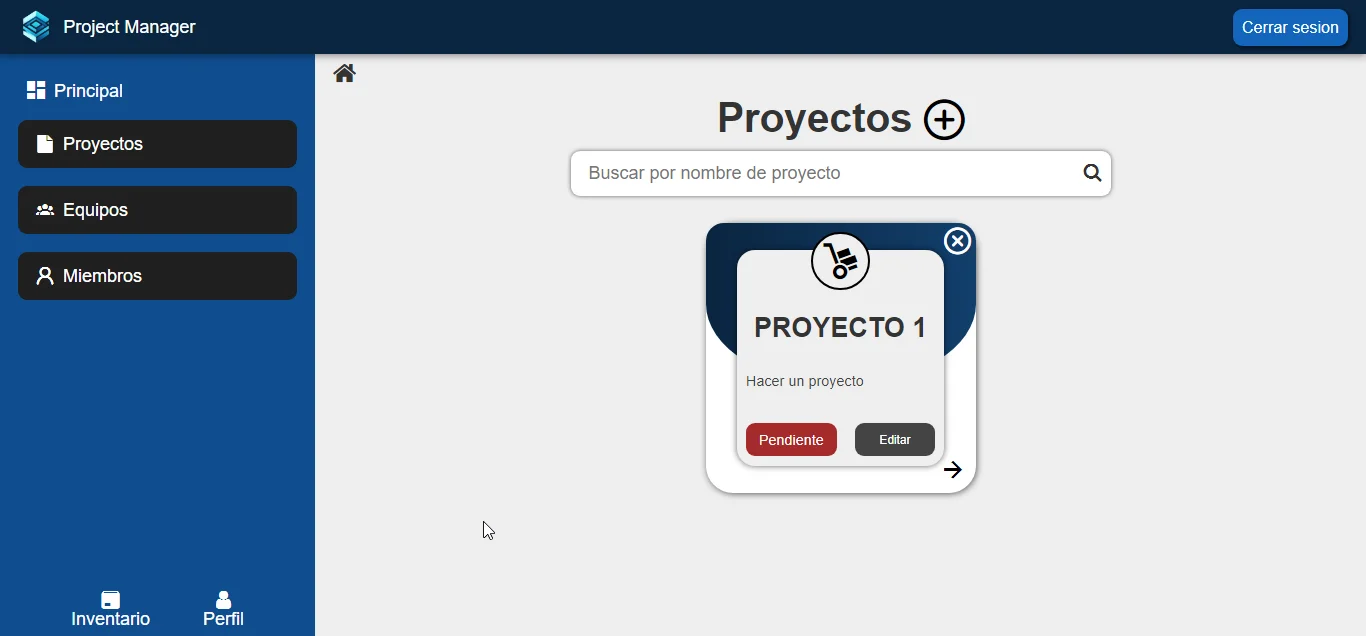 Project Manager
Cerrar sesion
Principal
Proyectos
Equipos
Miembros
Inventario
Perfil
Proyectos
Buscar por nombre de proyecto
PROYECTO 1
Hacer un proyecto
Pendiente
Editar